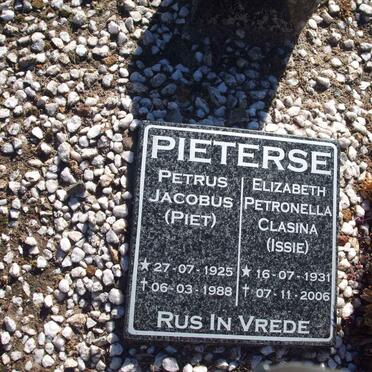 PIETERSE
PETRUS
JACOBUS
(PIET)
★ 27-07-1925
† 06-03-1988
ELIZABETH
PETRONELLA
CLASINA
(ISSIE)
★ 16-07-1931
† 07-11-2006
RUS IN VREDE